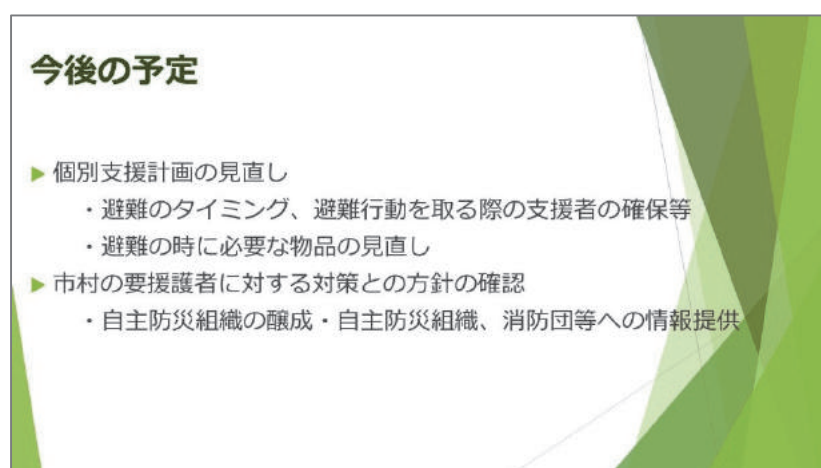 今後の予定
▶ 個別支援計画の見直し
・避難のタイミング、避難行動を取る際の支援者の確保等
・避難の時に必要な物品の見直し
▶ 市村の要援護者に対する対策との方針の確認
・自主防災組織の醸成・自主防災組織、消防団等への情報提供